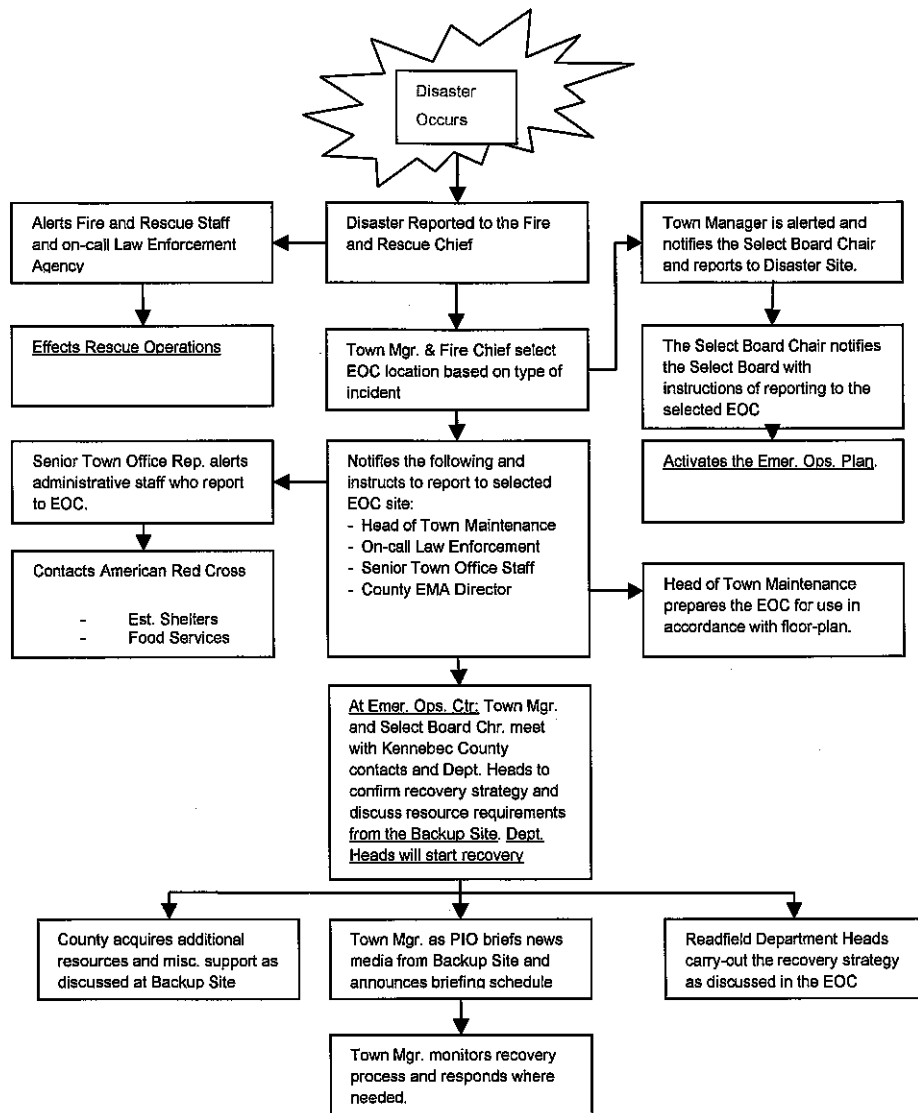 Disaster
Occurs
Alerts Fire and Rescue Staff
and on-call Law Enforcement
Agency
Disaster Reported to the Fire
and Rescue Chief
Town Manager is alerted and
notifies the Select Board Chair
and reports to Disaster Site.
Effects Rescue Operations
Town Mgr. & Fire Chief select
EOC location based on type of
incident
The Select Board Chair notifies
the Select Board with
instructions of reporting to the
selected EOC
Senior Town Office Rep. alerts
administrative staff who report
to EOC.
Notifies the following and
instructs to report to selected
EOC site:
- Head of Town Maintenance
- On-call Law Enforcement
- Senior Town Office Staff
- County EMA Director
Activates the Emer. Ops. Plan.
Contacts American Red Cross
- Est. Shelters
- Food Services
Head of Town Maintenance
prepares the EOC for use in
accordance with floor-plan.
At Emer. Ops. Ctr: Town Mgr.
and Select Board Chr. meet
with Kennebec County
contacts and Dept. Heads to
confirm recovery strategy and
discuss resource requirements
from the Backup Site. Dept.
Heads will start recovery
County acquires additional
resources and misc. support as
discussed at Backup Site
Town Mgr. as PIO briefs news
media from Backup Site and
announces briefing schedule
Readfield Department Heads
carry-out the recovery strategy
as discussed in the EOC
Town Mgr. monitors recovery
process and responds where
needed.